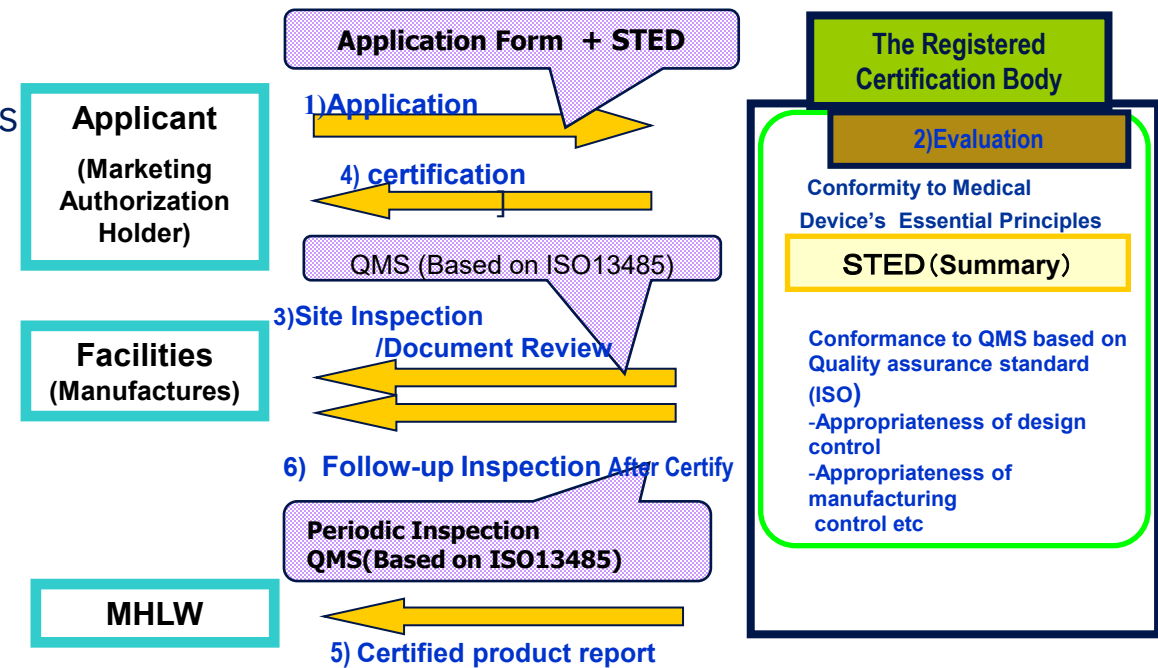 Application Form + STED
The Registered
Certification Body
s
Applicant
(Marketing
Authorization
Holder)
1)Application
2)Evaluation
4) certification
]
Conformity to Medical
Device's Essential Principles
QMS (Based on ISO13485)
STED(Summary)
3)Site Inspection
/Document Review
Facilities
(Manufactures)
Conformance to QMS based on
Quality assurance standard
(ISO)
-Appropriateness of design
control
-Appropriateness of
manufacturing
control etc
6) Follow-up Inspection After Certify
Periodic Inspection
QMS(Based on ISO13485)
MHLW
5) Certified product report